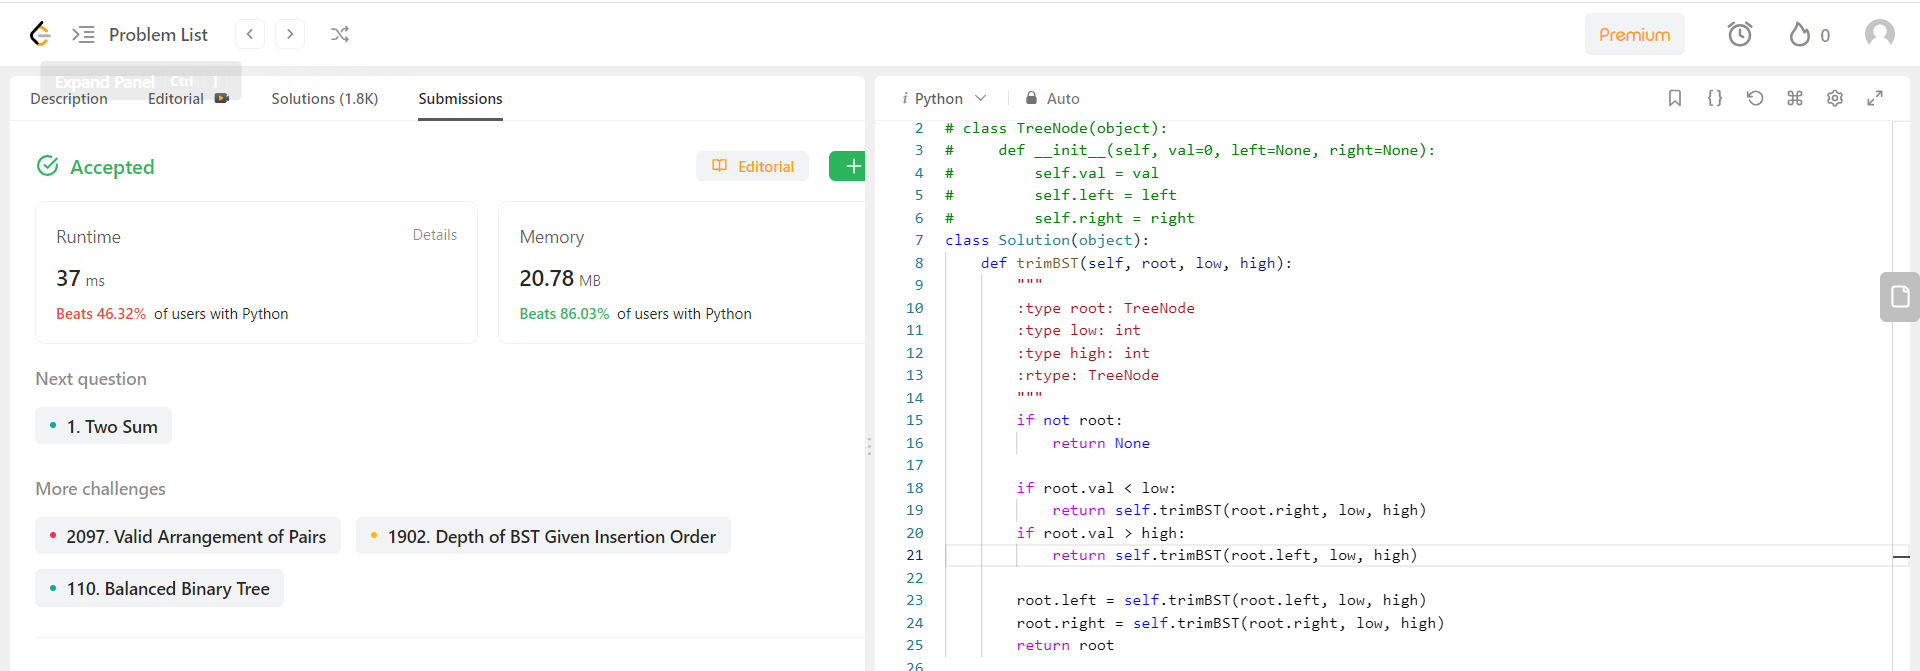 Problem List
Premium
0
Expand Panel Ctrl ]
Description
Editorial
Solutions (1.8K)
Submissions
Accepted
Editorial
+
Runtime
Details
37 ms
Beats 46.32% of users with Python
Memory
20.78 MB
Beats 86.03% of users with Python
Next question
1. Two Sum
More challenges
2097. Valid Arrangement of Pairs
1902. Depth of BST Given Insertion Order
110. Balanced Binary Tree
i Python
Auto
{}
2 # class TreeNode(object):
3 #     def __init__(self, val=0, left=None, right=None):
4 #         self.val = val
5 #         self.left = left
6 #         self.right = right
7 class Solution(object):
8     def trimBST(self, root, low, high):
9         """
10         :type root: TreeNode
11         :type low: int
12         :type high: int
13         :rtype: TreeNode
14         """
15         if not root:
16             return None
17
18         if root.val < low:
19             return self.trimBST(root.right, low, high)
20         if root.val > high:
21             return self.trimBST(root.left, low, high)
22
23         root.left = self.trimBST(root.left, low, high)
24         root.right = self.trimBST(root.right, low, high)
25         return root
26